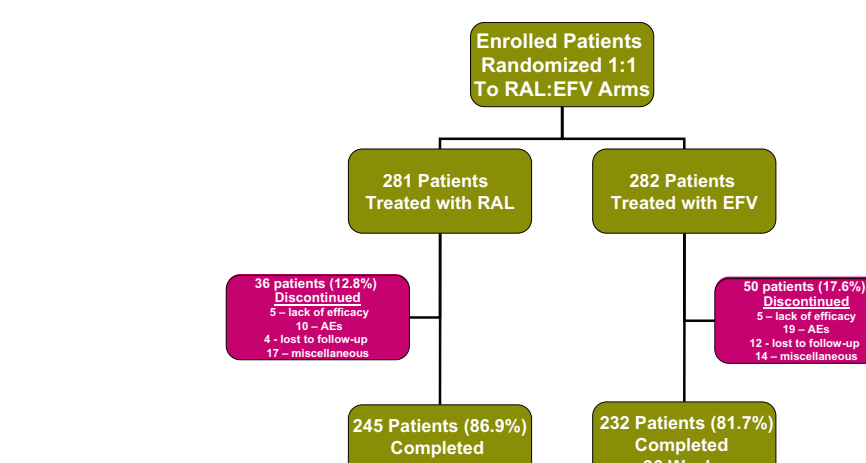 Enrolled Patients
Randomized 1:1
To RAL:EFV Arms
281 Patients
Treated with RAL
282 Patients
Treated with EFV
36 patients (12.8%)
Discontinued
5 – lack of efficacy
10 – AEs
4 - lost to follow-up
17 – miscellaneous
50 patients (17.6%)
Discontinued
5 – lack of efficacy
19 – AEs
12 - lost to follow-up
14 – miscellaneous
245 Patients (86.9%)
Completed
232 Patients (81.7%)
Completed